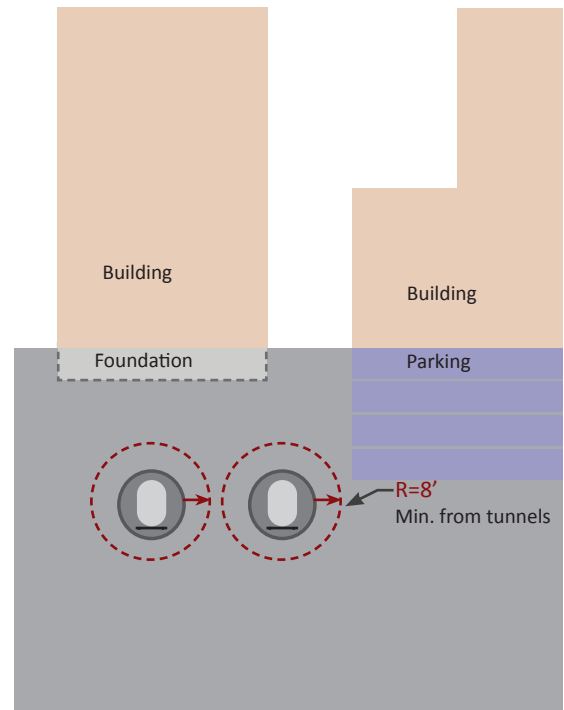 Building
Building
Foundation
Parking
R=8'
Min. from tunnels